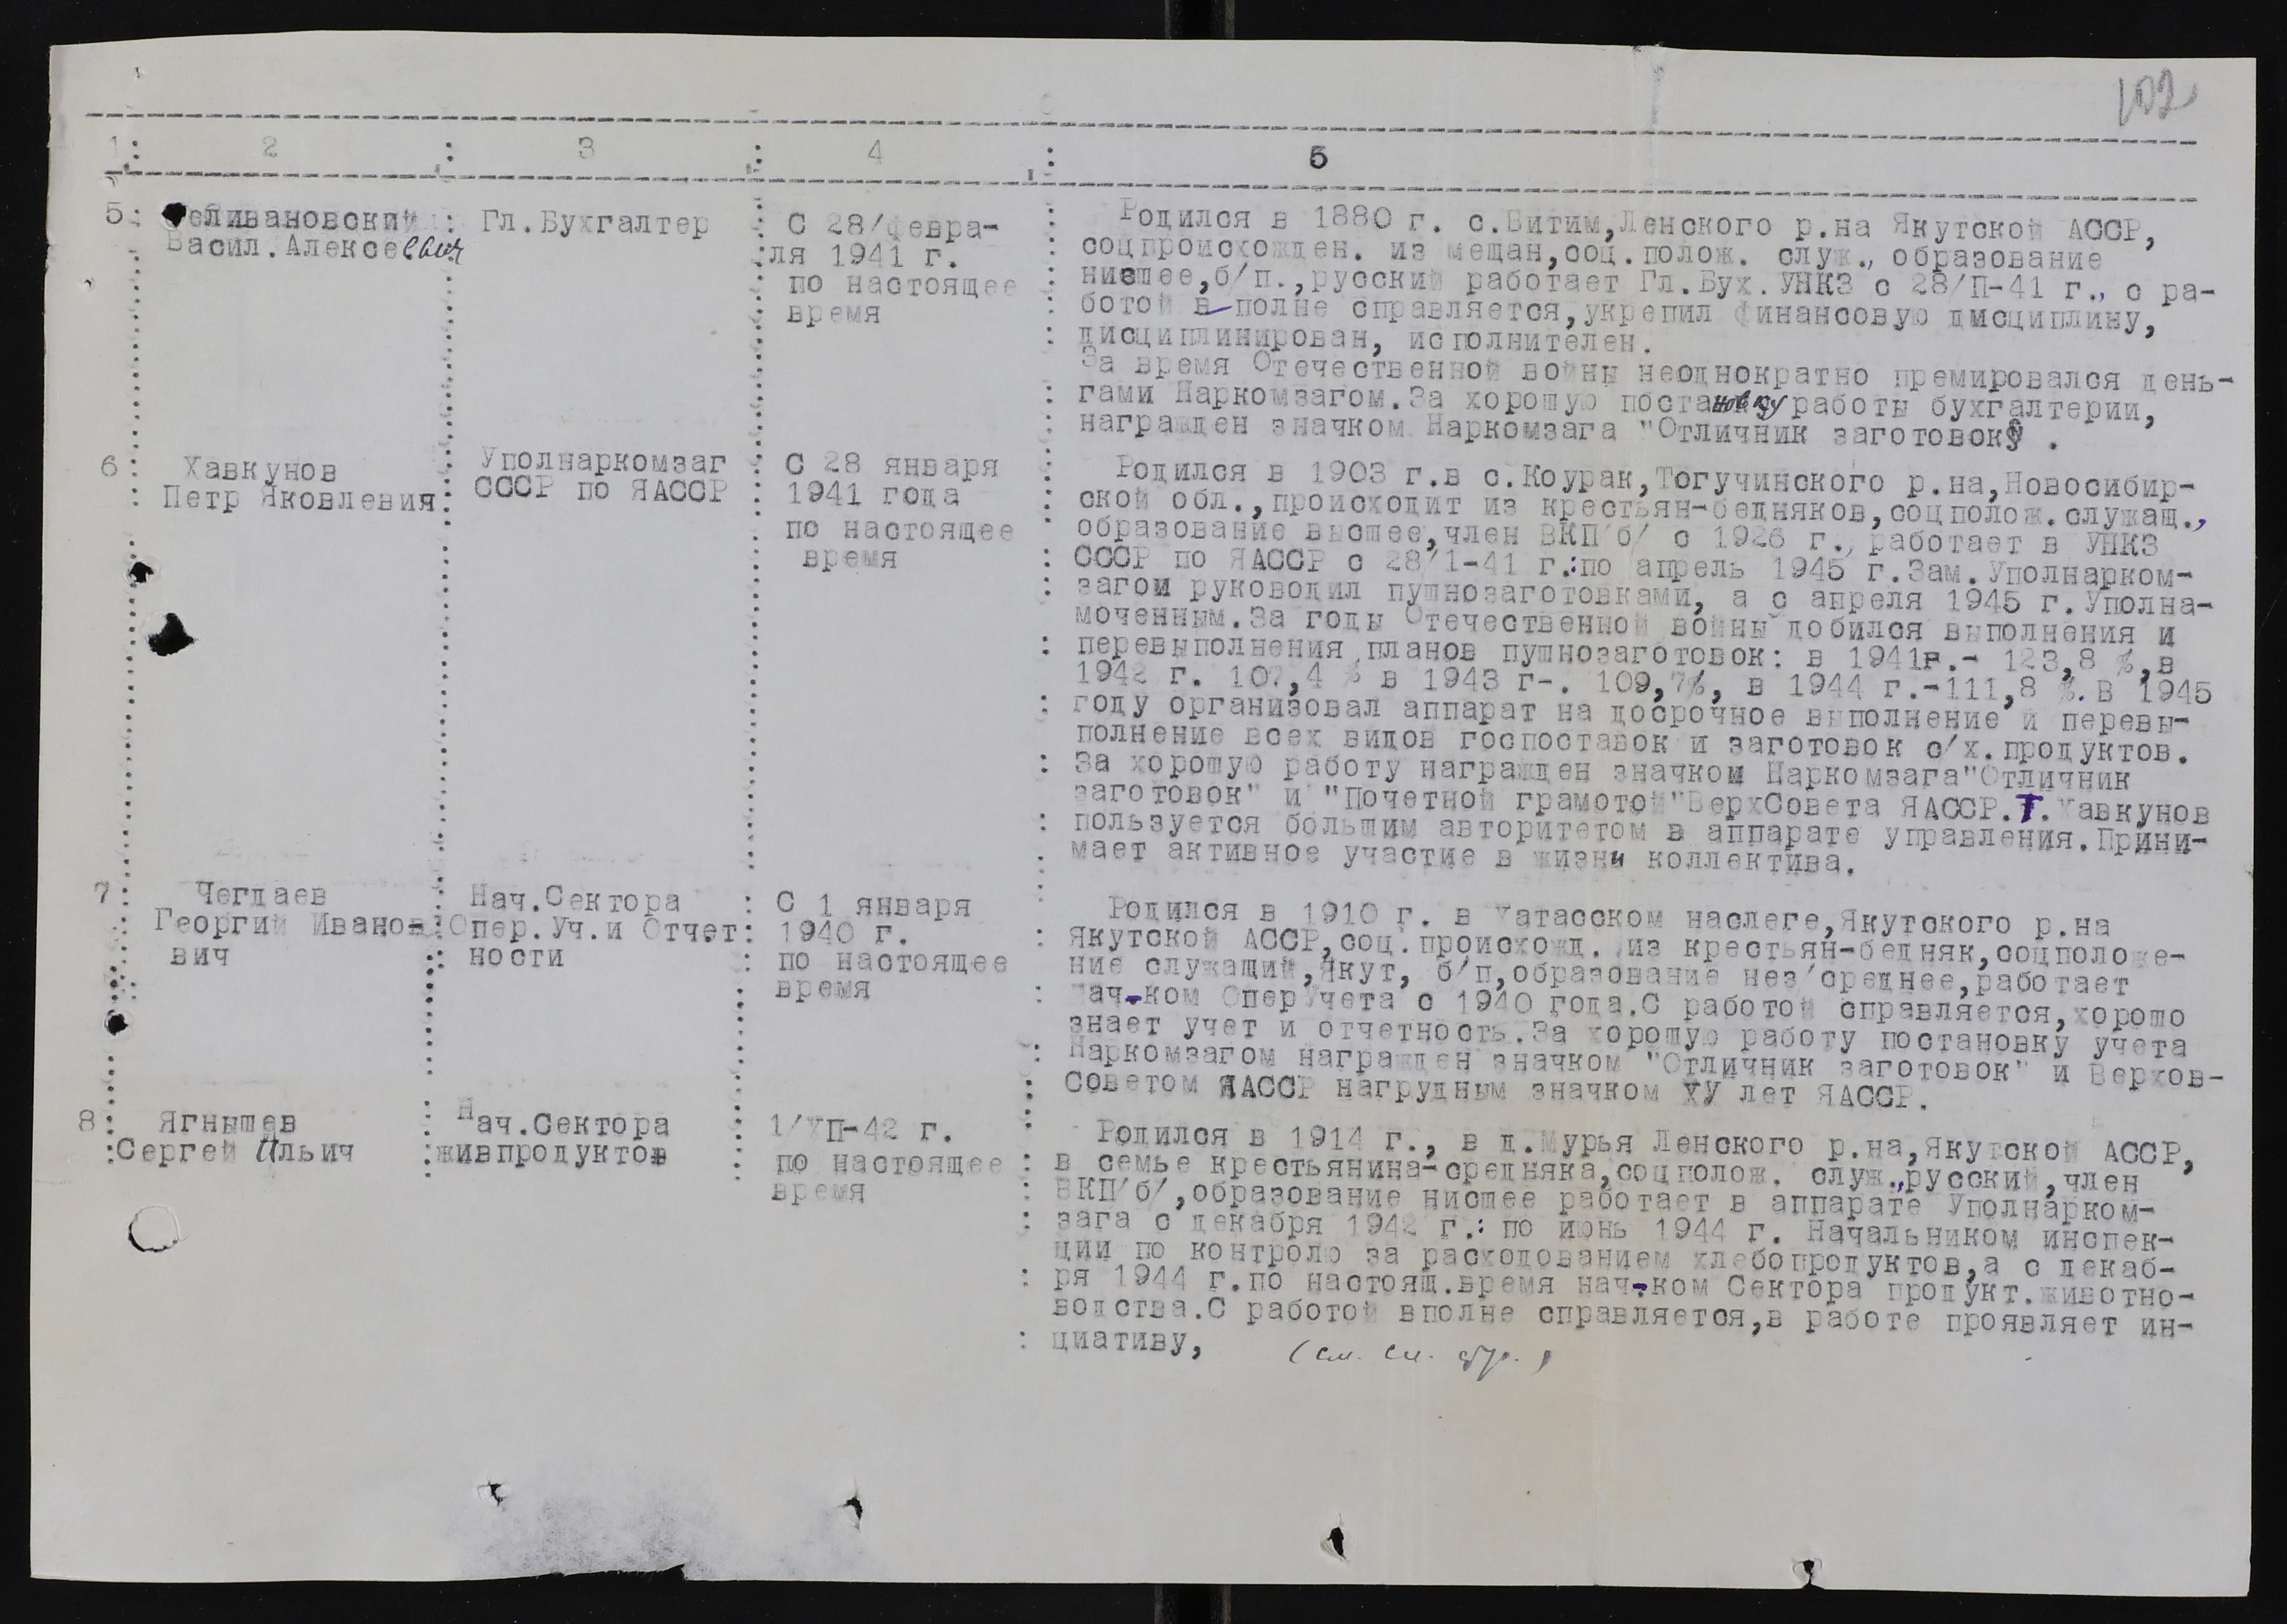 102
1 : 2 : 3 : 4 : 5
5 : еливановский : Гл.Бухгалтер : С 28/февра- : Родился в 1880 г. с.Витим,Ленского р.на Якутской АССР,
Васил.Алексеевич : ля 1941 г. : соцпроисхожден. из мещан,соц.полож. служ., образование
по настоящее : нисшее,б/п.,русский работает Гл.Бух.УНКЗ с 28/П-41 г., с ра-
время : ботой в полне справляется,укрепил финансовую дмсциплину,
: дисциплинирован, исполнителен.
За время Отечественной войны неоднократно премировался день-
: гами Наркомзагом.За хорошую постановку работы бухгалтерии,
: награжден значком Наркомзага "Отличник заготовок" .
6 : Хавкунов : Уполнаркомзаг : С 28 января : Родился в 1903 г.в с.Коурак,Тогучинского р.на,Новосибир-
Петр Яковлевия : СССР по ЯАССР : 1941 года : ской обл.,происходит из крестьян-бедняков,соцполож.служащ.,
по настоящее образование высшее,член ВКП/б/ с 1926 г., работает в УНКЗ
время : СССР по ЯАССР с 28/1-41 г.:по апрель 1945 г.Зам.Уполнарком-
: загом руководил пушнозаготовками, а с апреля 1945 г.Уполна-
моченным.За годы Отечественной войны добился выполнения и
: перевыполнения планов пушнозаготовок: в 1941г.- 123,8 %,в
1942 г. 107,4 % в 1943 г-. 109,7%, в 1944 г.-111,8 %.В 1945
: году организовал аппарат на досрочное выполнение и перевы-
полнение всех видов госпоставок и заготовок с/х.продуктов.
: За хорошую работу награжден значком Наркомзага"Отличник
заготовок" и "Почетной грамотой"ВерхСовета ЯАССР.Т.Хавкунов
: пользуется большим авторитетом в аппарате управления.Прини-
: мает активное участие в жизни коллектива.
7 : Чегдаев : Нач.Сектора : С 1 января : Родился в 1910 г. в Хатасском наслеге,Якутского р.на
Георгий Ивано- : Опер.Уч.и Отчет : 1940 г. : Якутской АССР,соц.происхожд. из крестьян-бедняк,соцположе-
вич : ности : по настоящее ние служащий,Якут, б/п,образование нез/среднее,работает
время : Нач-ком ОперУчета с 1940 года.С работой справляется,хорошо
знает учет и отчетность.За хорошую работу постановку учета
: Наркомзагом награжден значком "Отличник заготовок" и Верхов-
: Советом ЯАССР нагрудным значком ХУ лет ЯАССР.
8 : Ягнышев : Нач.Сектора : 1/ХП-42 г. : Родился в 1914 г., в д.Мурья Ленского р.на,Якутской АССР,
: Сергей Ильич : живпродуктов : по настоящее : в семье крестьянина-средняка,соцполож. служ.,русский,член
время : ВКП/б/,образование нисшее работает в аппарате Уполнарком-
: зага с декабря 1942 г.: по июнь 1944 г. Начальником инспек-
ции по контролю за расходованием хлебопродуктов,а с декаб-
: ря 1944 г.по настоящ.время нач-ком Сектора продукт.животно-
водства.С работой вполне справляется,в работе проявляет ин-
: циативу, (см. сл. стр.)